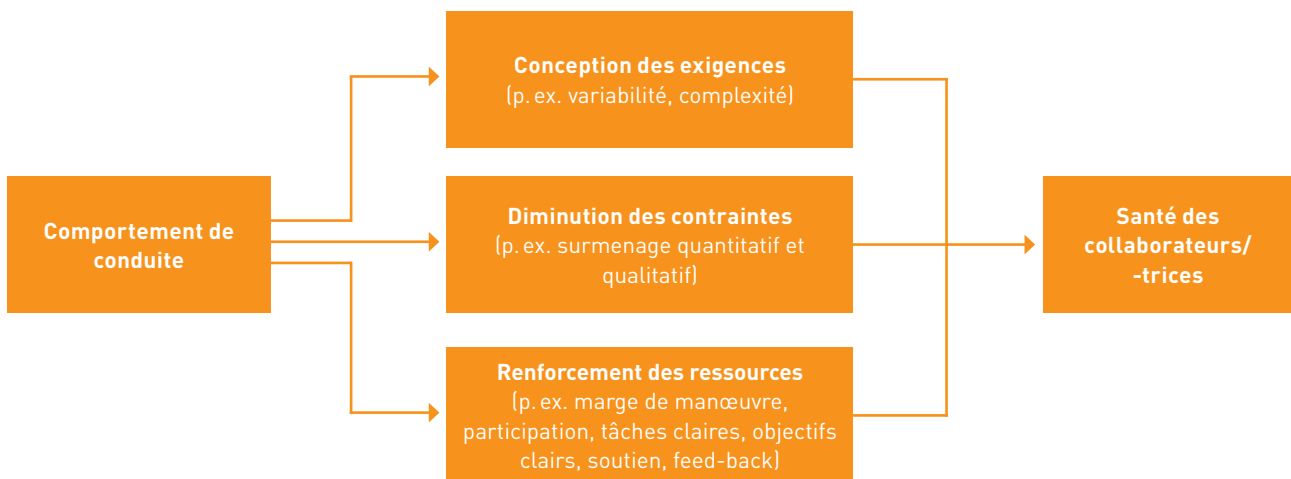 Conception des exigences
(p. ex. variabilité, complexité)
Comportement de
conduite
Diminution des contraintes
(p. ex. surmenage quantitatif et
qualitatif)
Santé des
collaborateurs/
-trices
Renforcement des ressources
(p. ex. marge de manœuvre,
participation, tâches claires, objectifs
clairs, soutien, feed-back)